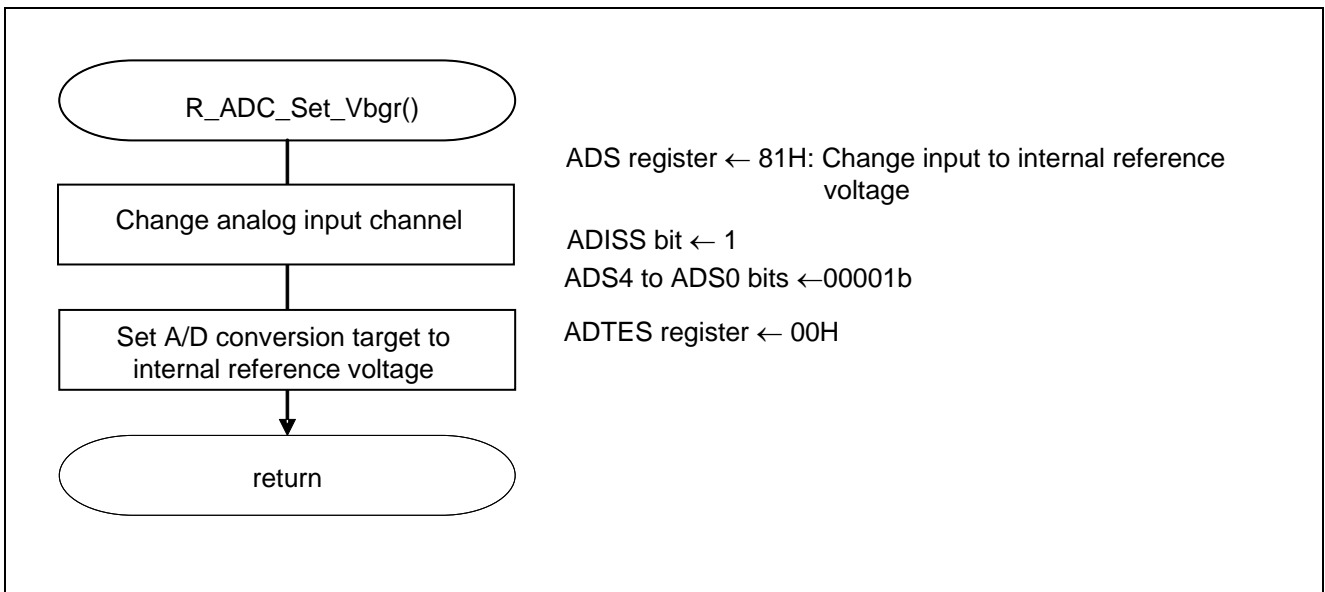 R_ADC_Set_Vbgr()
ADS register ← 81H: Change input to internal reference
voltage
Change analog input channel
ADISS bit ← 1
ADS4 to ADS0 bits ←00001b
Set A/D conversion target to
internal reference voltage
ADTES register ← 00H
return